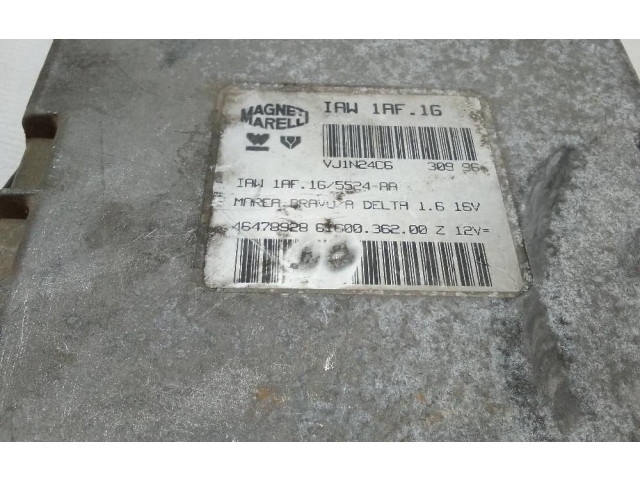 MAGNETI
MARELLI
IAW 1AF.16
VJ1N24C6 309 96
IAW 1AF.16/5S24-AA
MAREA BRAVO/A DELTA 1.6 16V
46478928 61600.362.00 Z 12V=